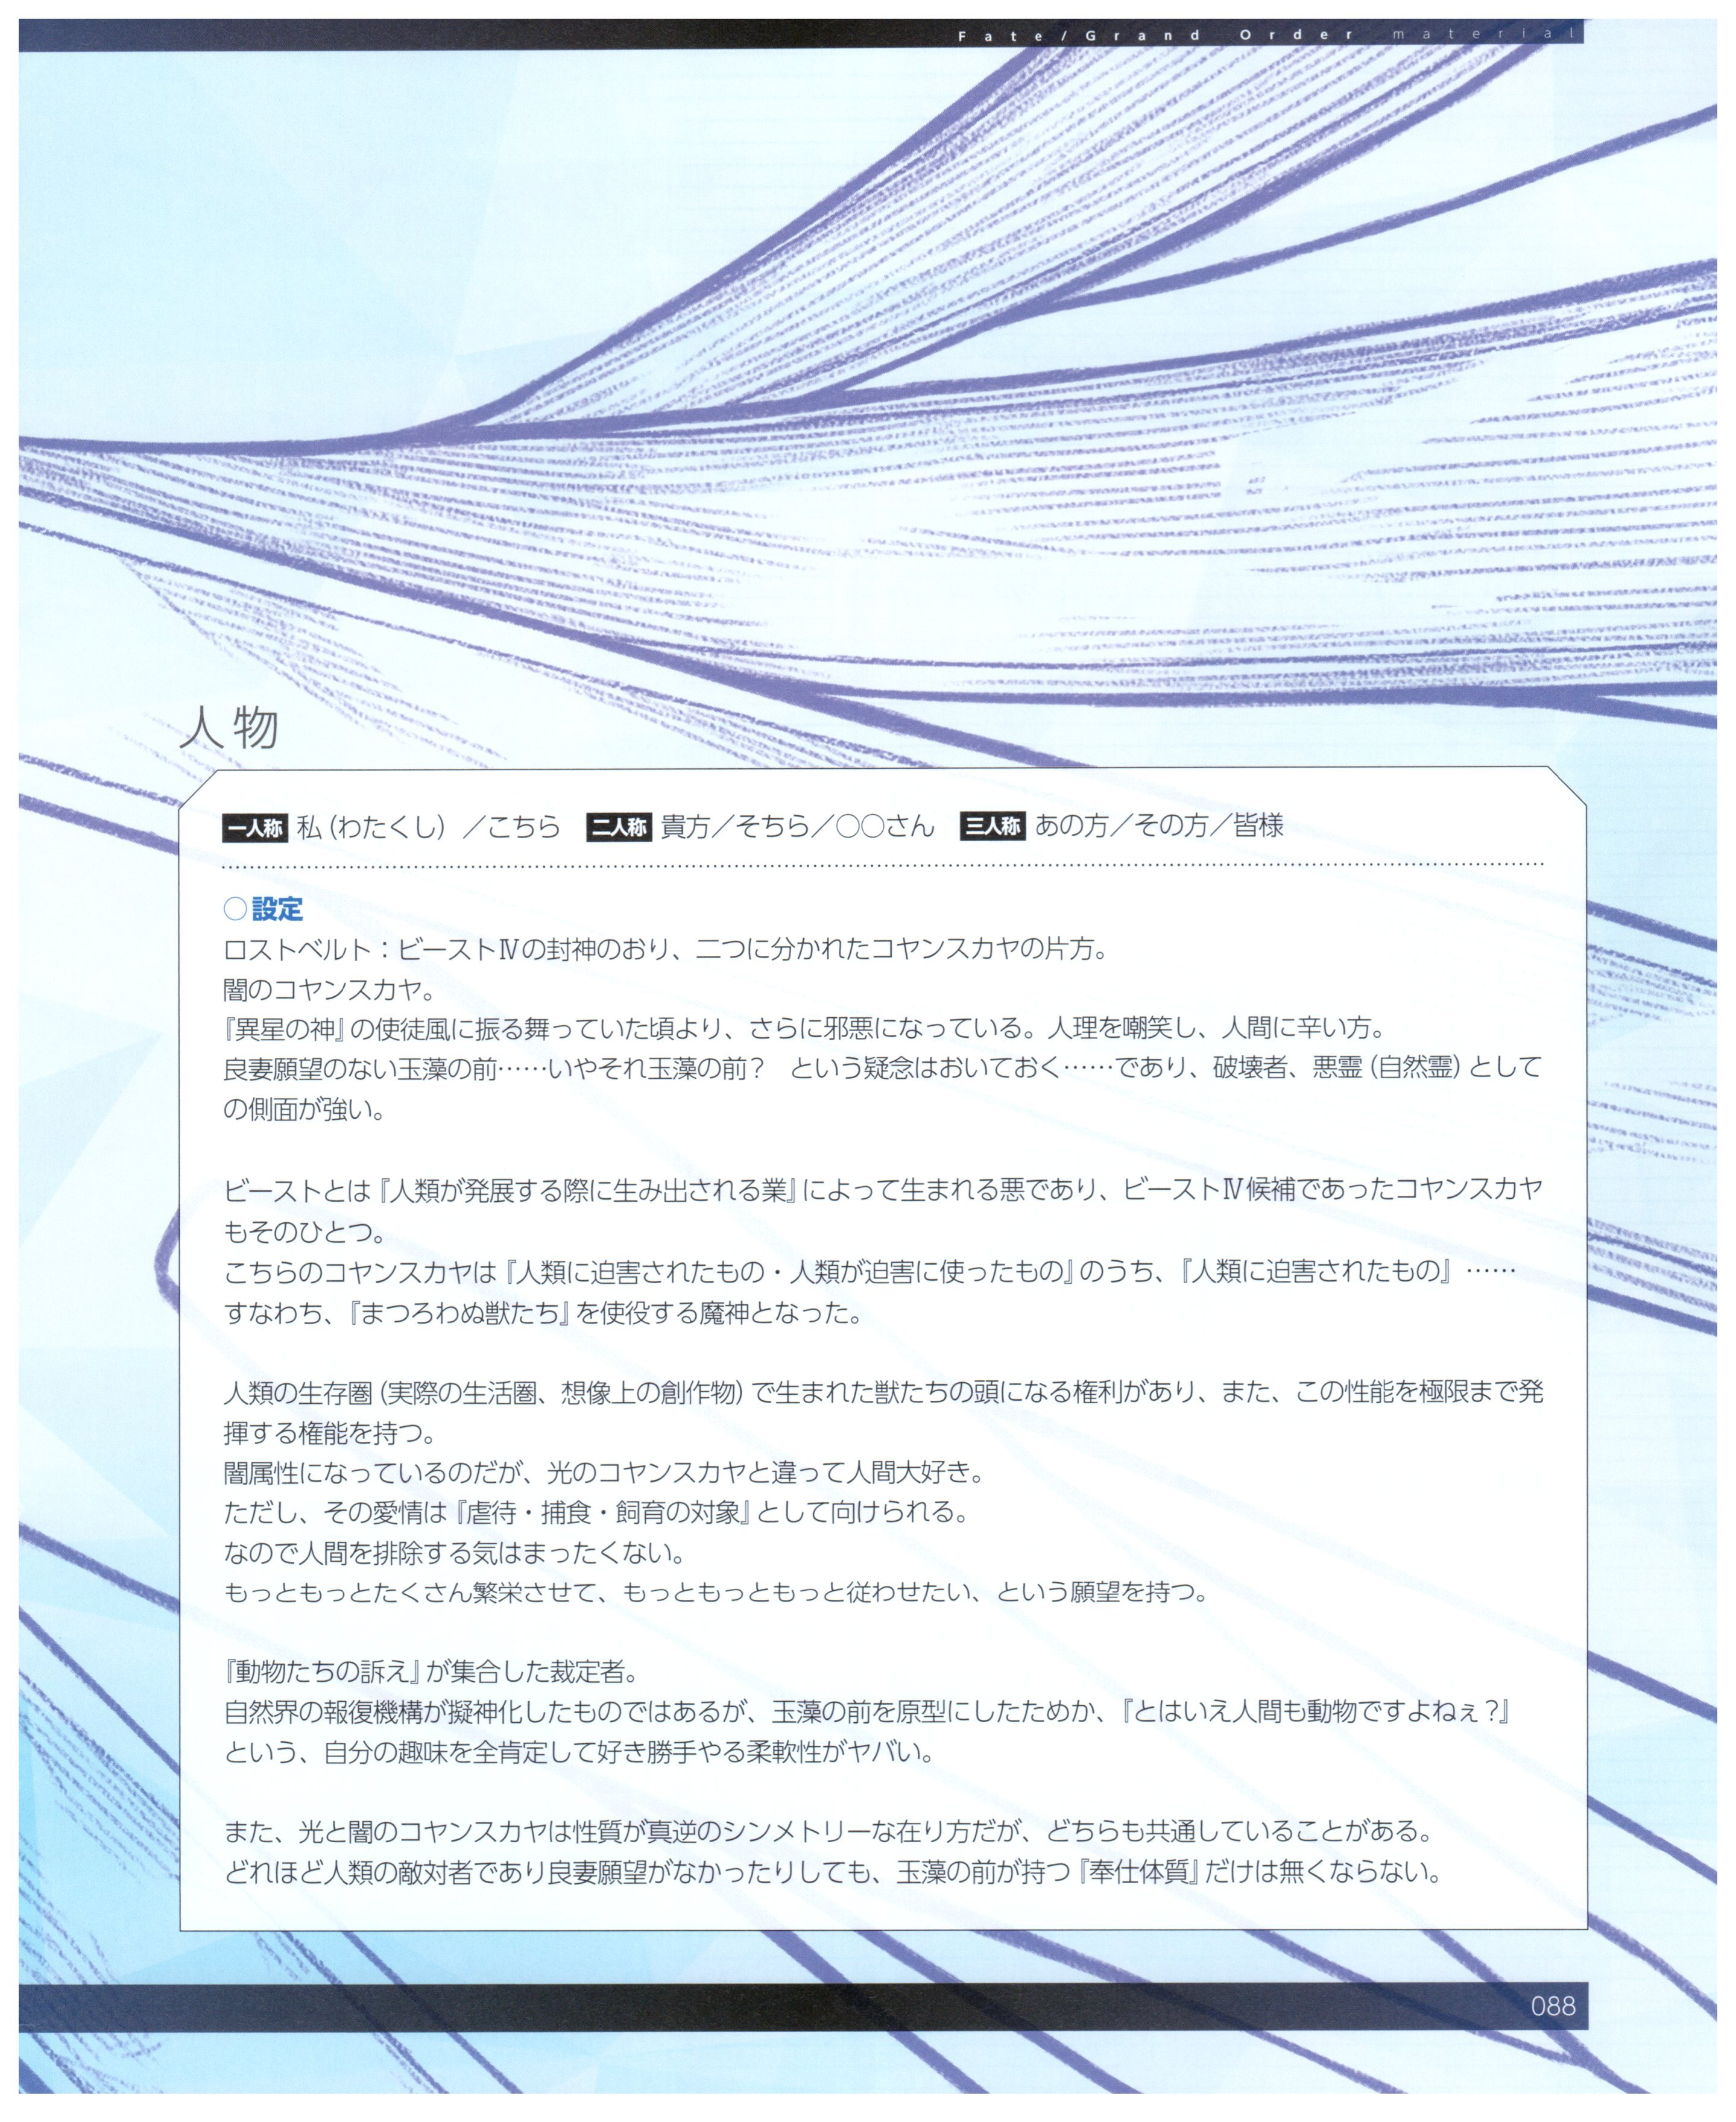 Fate/Grand Order material
人物
一人称 私（わたくし）／こちら 二人称 貴方／そちら／○○さん 三人称 あの方／その方／皆様
○設定
ロストベルト：ビーストⅣの封神のおり、二つに分かれたコヤンスカヤの片方。
闇のコヤンスカヤ。
『異星の神』の使徒風に振る舞っていた頃より、さらに邪悪になっている。人理を嘲笑し、人間に辛い方。
良妻願望のない玉藻の前……いやそれ玉藻の前？　という疑念はおいておく……であり、破壊者、悪霊（自然霊）として
の側面が強い。
ビーストとは『人類が発展する際に生み出される業』によって生まれる悪であり、ビーストⅣ候補であったコヤンスカヤ
もそのひとつ。
こちらのコヤンスカヤは『人類に迫害されたもの・人類が迫害に使ったもの』のうち、『人類に迫害されたもの』……
すなわち、『まつろわぬ獣たち』を使役する魔神となった。
人類の生存圏（実際の生活圏、想像上の創作物）で生まれた獣たちの頭になる権利があり、また、この性能を極限まで発
揮する権能を持つ。
闇属性になっているのだが、光のコヤンスカヤと違って人間大好き。
ただし、その愛情は『虐待・捕食・飼育の対象』として向けられる。
なので人間を排除する気はまったくない。
もっともっとたくさん繁栄させて、もっともっともっと従わせたい、という願望を持つ。
『動物たちの訴え』が集合した裁定者。
自然界の報復機構が擬神化したものではあるが、玉藻の前を原型にしたためか、『とはいえ人間も動物ですよねぇ？』
という、自分の趣味を全肯定して好き勝手やる柔軟性がヤバい。
また、光と闇のコヤンスカヤは性質が真逆のシンメトリーな在り方だが、どちらも共通していることがある。
どれほど人類の敵対者であり良妻願望がなかったりしても、玉藻の前が持つ『奉仕体質』だけは無くならない。
088